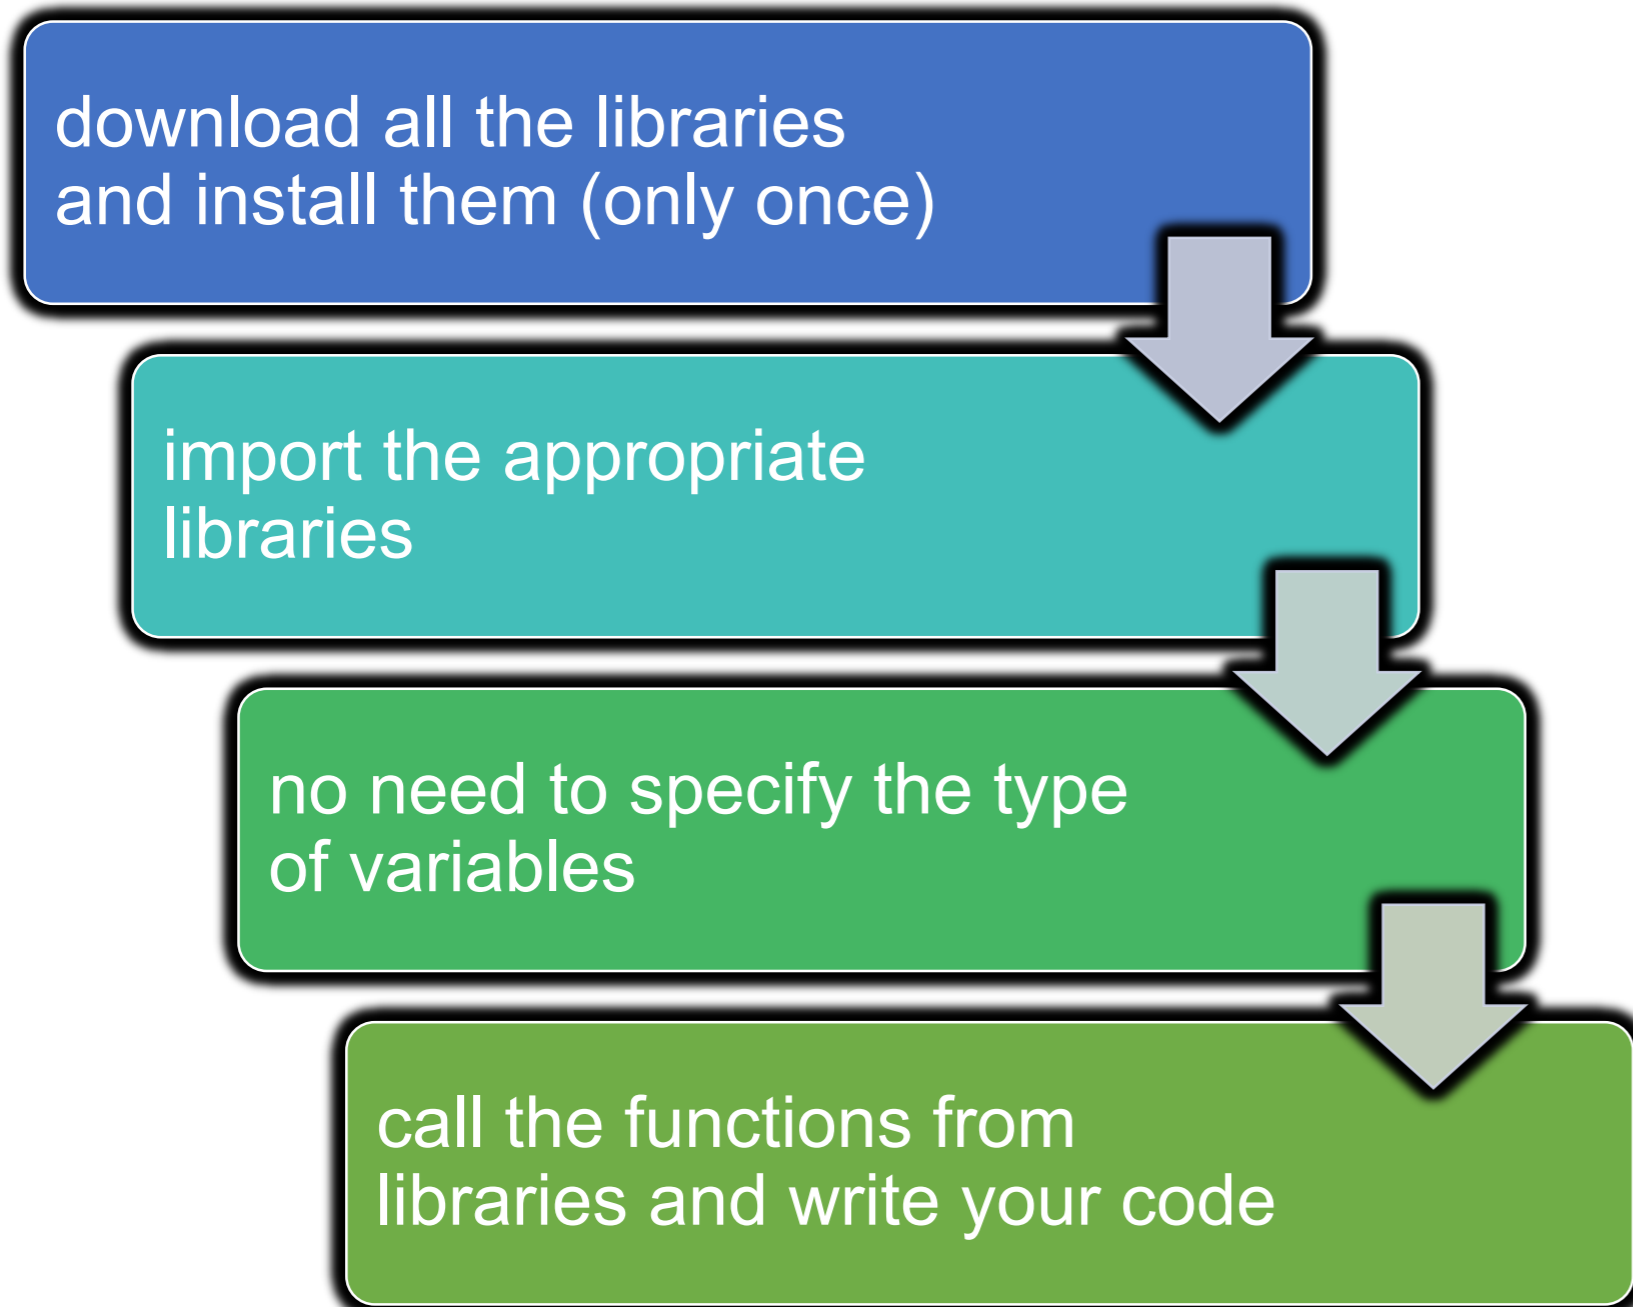 download all the libraries
and install them (only once)
import the appropriate
libraries
no need to specify the type
of variables
call the functions from
libraries and write your code